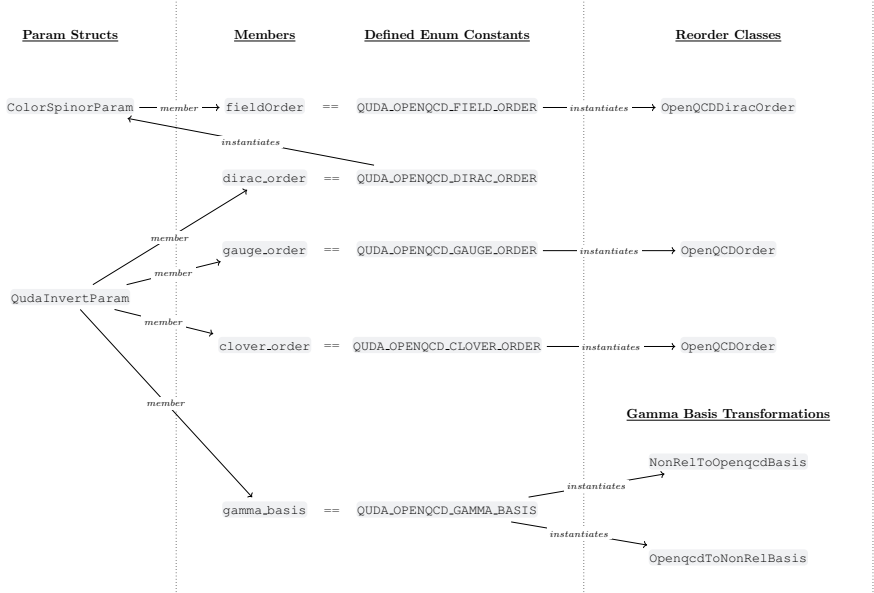 Param Structs Members Defined Enum Constants Reorder Classes
ColorSpinorParam member fieldOrder == QUDA_OPENQCD_FIELD_ORDER instantiates OpenQCDDiracOrder
instantiates
dirac_order == QUDA_OPENQCD_DIRAC_ORDER
member
gauge_order == QUDA_OPENQCD_GAUGE_ORDER instantiates OpenQCDOrder
member
QudaInvertParam
member
clover_order == QUDA_OPENQCD_CLOVER_ORDER instantiates OpenQCDOrder
member
Gamma Basis Transformations
NonRelToOpenqcdBasis
instantiates
gamma_basis == QUDA_OPENQCD_GAMMA_BASIS
instantiates
OpenqcdToNonRelBasis